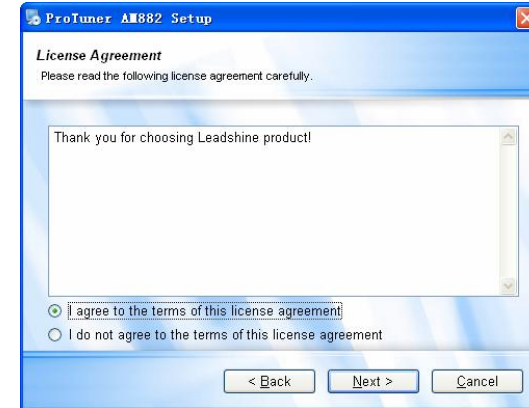 ProTuner AM882 Setup
License Agreement
Please read the following license agreement carefully.
Thank you for choosing Leadshine product!
I agree to the terms of this license agreement
I do not agree to the terms of this license agreement
< Back
Next >
Cancel